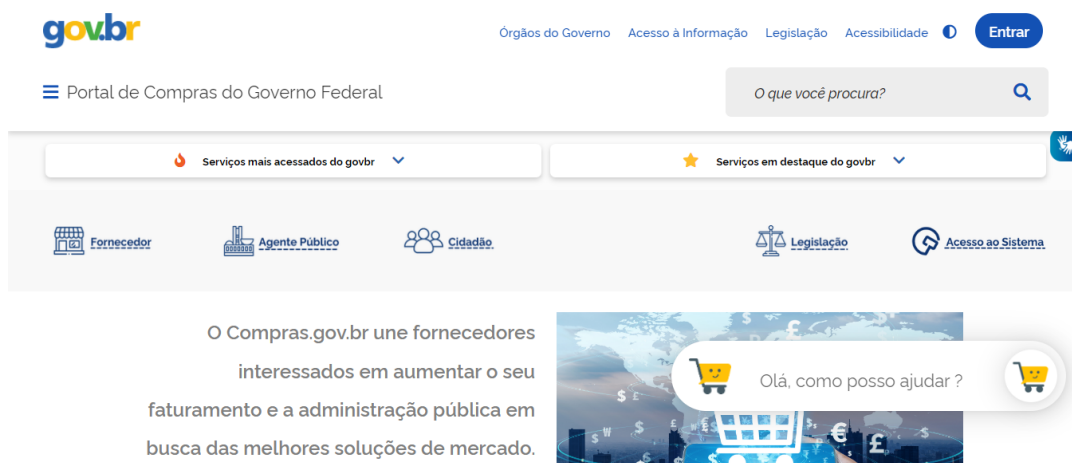 gov.br
Órgãos do Governo Acesso à Informação Legislação Acessibilidade Entrar
Portal de Compras do Governo Federal
O que você procura?
Serviços mais acessados do govbr
Serviços em destaque do govbr
Fornecedor
Agente Público
Cidadão
Legislação
Acesso ao Sistema
O Compras.gov.br une fornecedores
interessados em aumentar o seu
faturamento e a administração pública em
busca das melhores soluções de mercado.
Olá, como posso ajudar ?